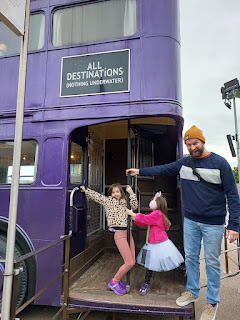 ALL
DESTINATIONS
(NOTHING UNDERWATER)